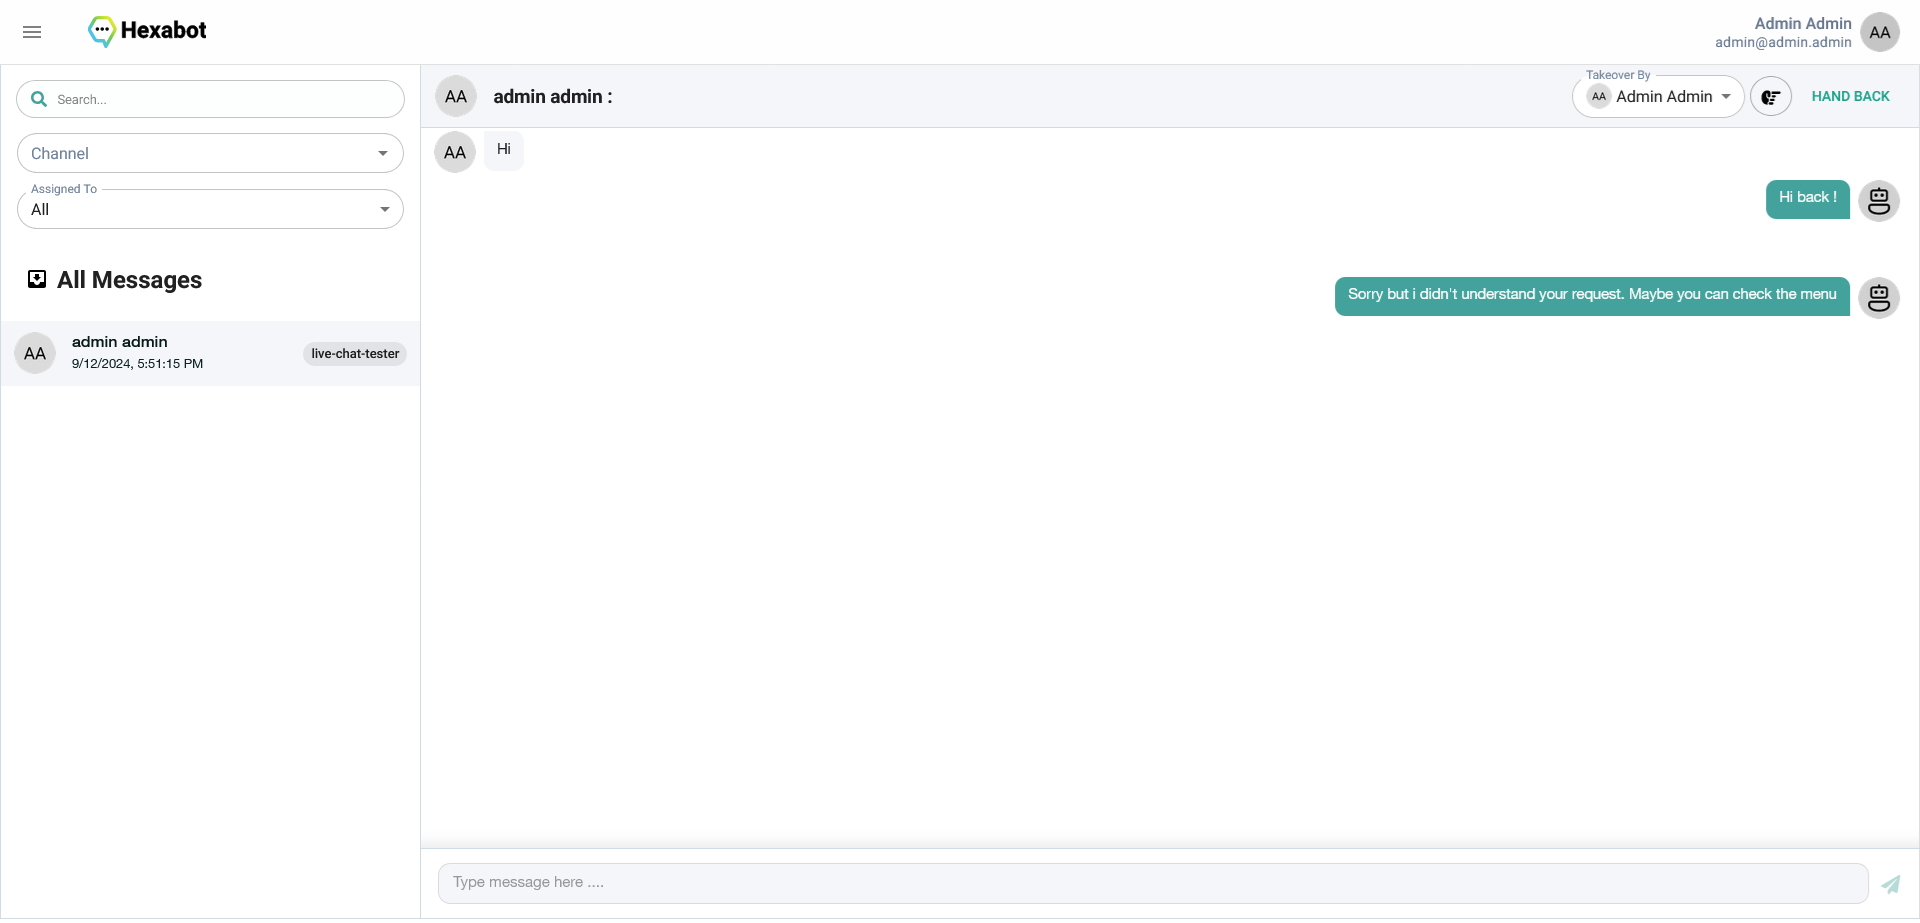 Hexabot
Admin Admin
admin@admin.admin
AA
Search...
Channel
Assigned To
All
All Messages
AA
admin admin
9/12/2024, 5:51:15 PM
live-chat-tester
AA
admin admin :
Takeover By
AA
Admin Admin
HAND BACK
AA
Hi
Hi back !
Sorry but i didn't understand your request. Maybe you can check the menu
Type message here ....